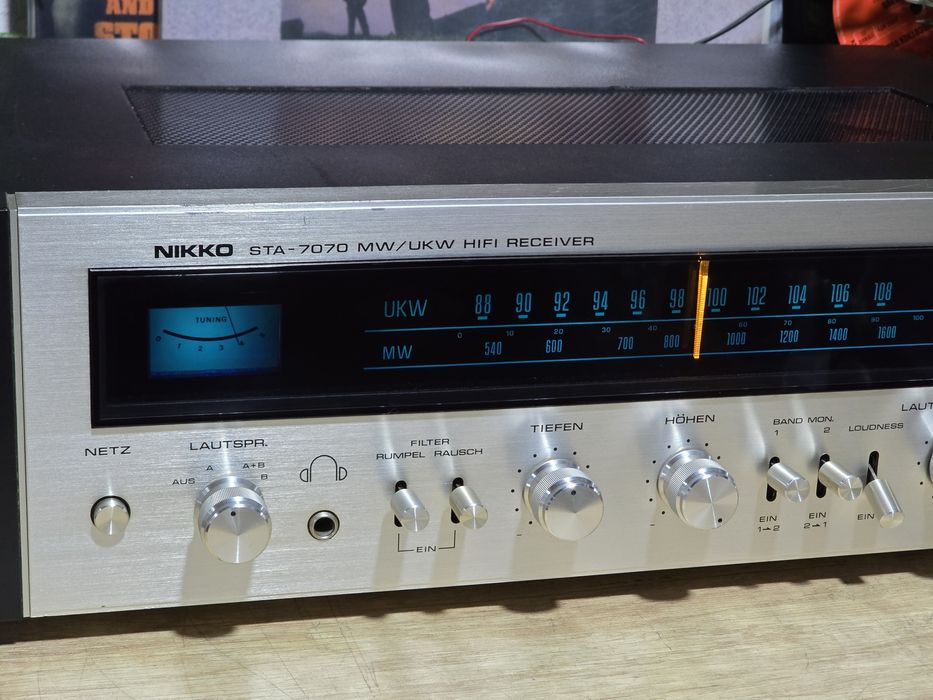 AND
NIKKO STA-7070 MW/UKW HIFI RECEIVER
TUNING
0 1 2 3 4 5
UKW 88 90 92 94 96 98 100 102 104 106 108
0 10 20 30 40 60 70 80 90 100
MW 540 600 700 800 1000 1200 1400 1600
NETZ
LAUTSPR.
A A+B
AUS B
FILTER
RUMPEL RAUSCH
EIN
TIEFEN
-
HÖHEN
-
BAND MON.
1 2
LOUDNESS
EIN EIN EIN
1→2 2→1
LAUT